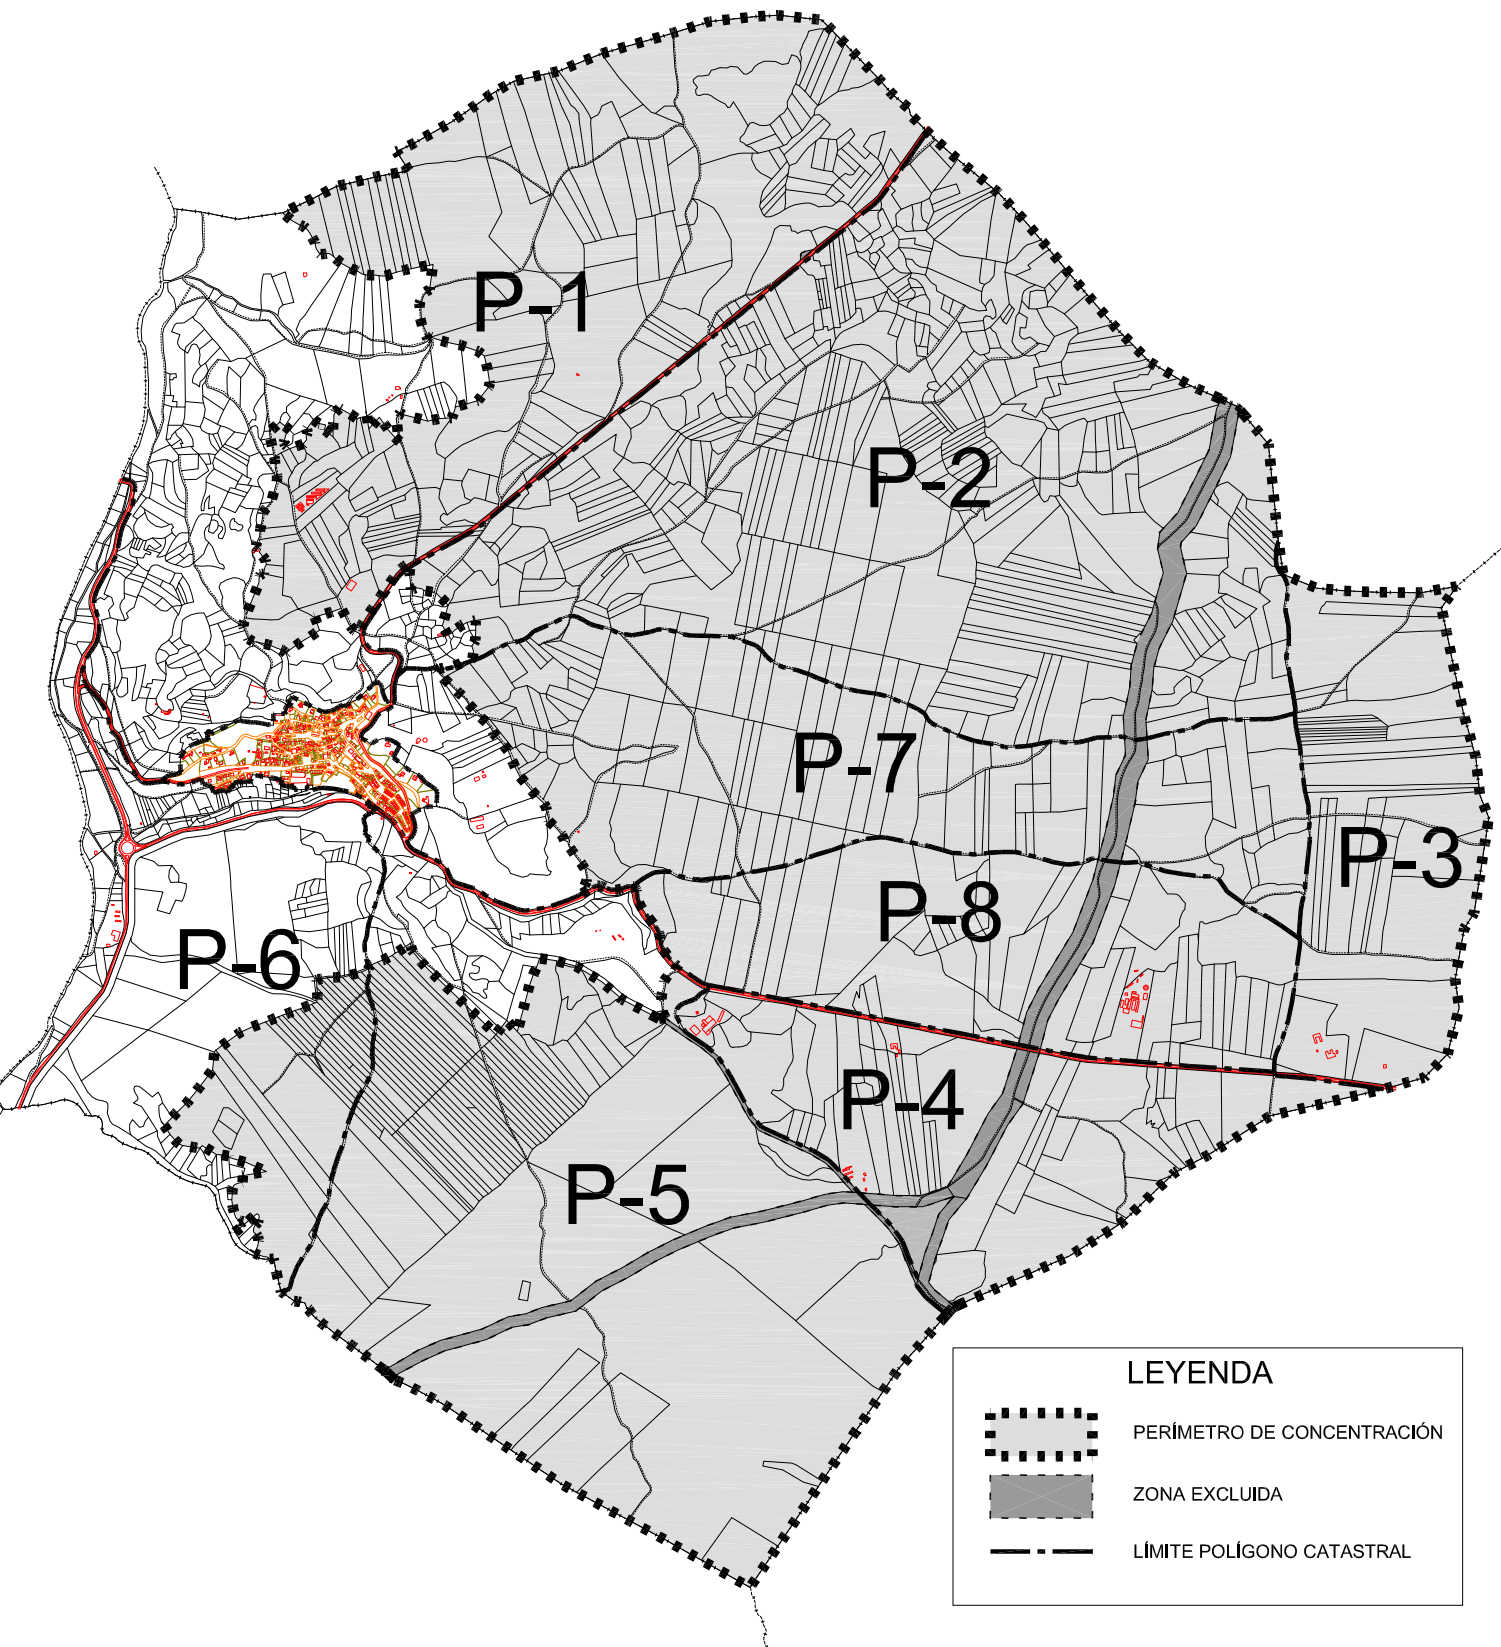 P-1
P-2
P-7
P-3
P-8
P-6
P-4
P-5
LEYENDA
PERÍMETRO DE CONCENTRACIÓN
ZONA EXCLUIDA
LÍMITE POLÍGONO CATASTRAL